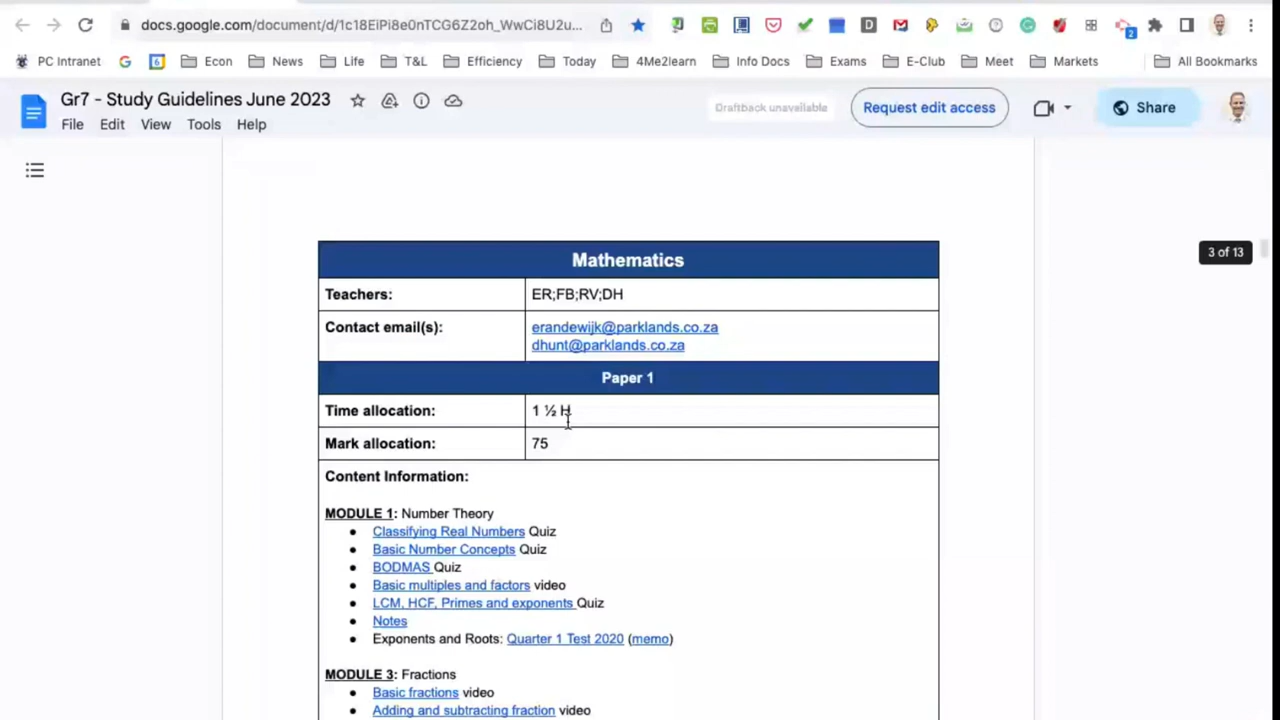 docs.google.com/document/d/1c18EiPi8e0nTCG6Z2oh_WwCi8U2u...
2
PC Intranet
G
6
Econ
News
Life
T&L
Efficiency
Today
4Me2learn
Info Docs
Exams
E-Club
Meet
Markets
All Bookmarks
Gr7 - Study Guidelines June 2023
Draftback unavailable
Request edit access
Share
File Edit View Tools Help
3 of 13
Mathematics
Teachers: ER;FB;RV;DH
Contact email(s): erandewijk@parklands.co.za
dhunt@parklands.co.za
Paper 1
Time allocation: 1 ½ H
Mark allocation: 75
Content Information:
MODULE 1: Number Theory
● Classifying Real Numbers Quiz
● Basic Number Concepts Quiz
● BODMAS Quiz
● Basic multiples and factors video
● LCM, HCF, Primes and exponents Quiz
● Notes
● Exponents and Roots: Quarter 1 Test 2020 (memo)
MODULE 3: Fractions
● Basic fractions video
● Adding and subtracting fraction video